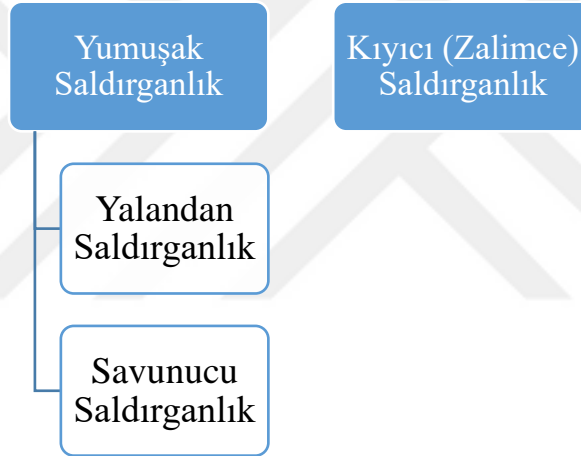 Yumuşak
Saldırganlık
Yalandan
Saldırganlık
Savunucu
Saldırganlık
Kıyıcı (Zalimce)
Saldırganlık